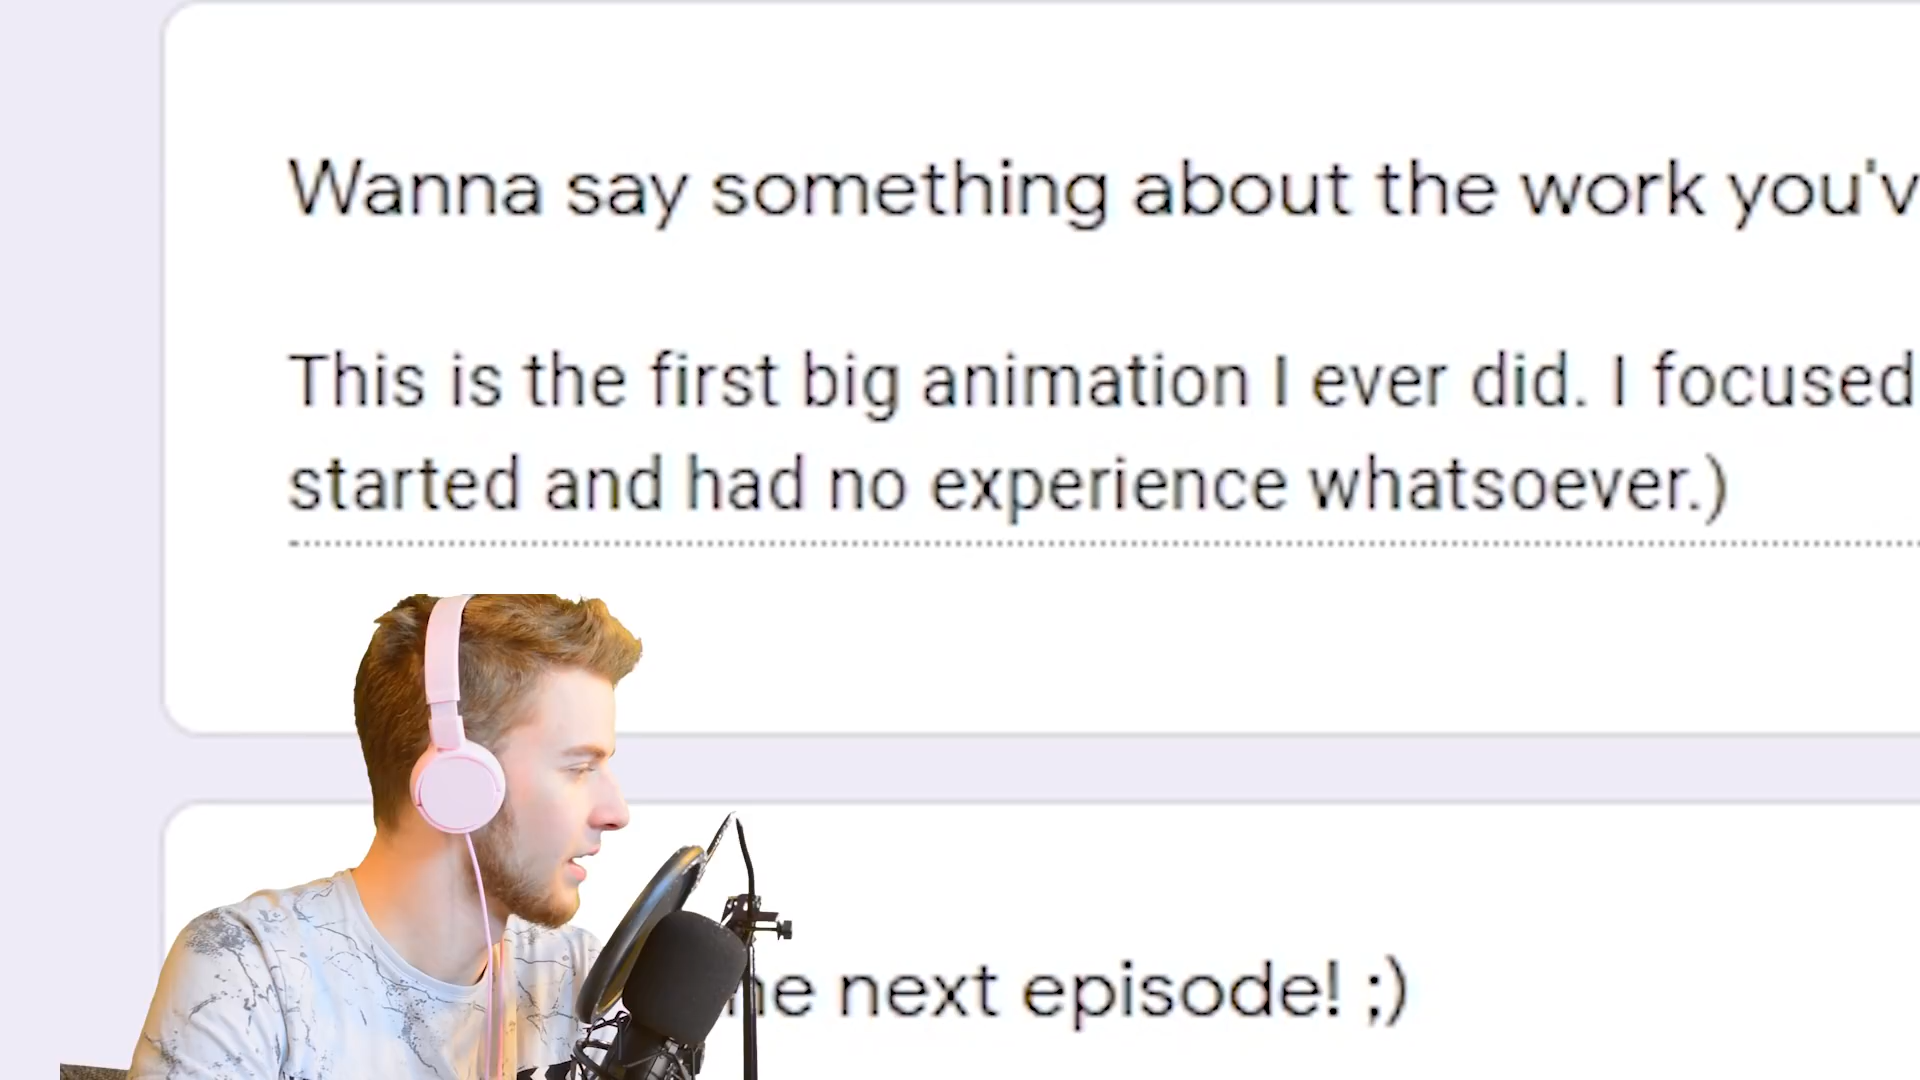 Wanna say something about the work you'v
This is the first big animation I ever did. I focused
started and had no experience whatsoever.)
next episode! ;)